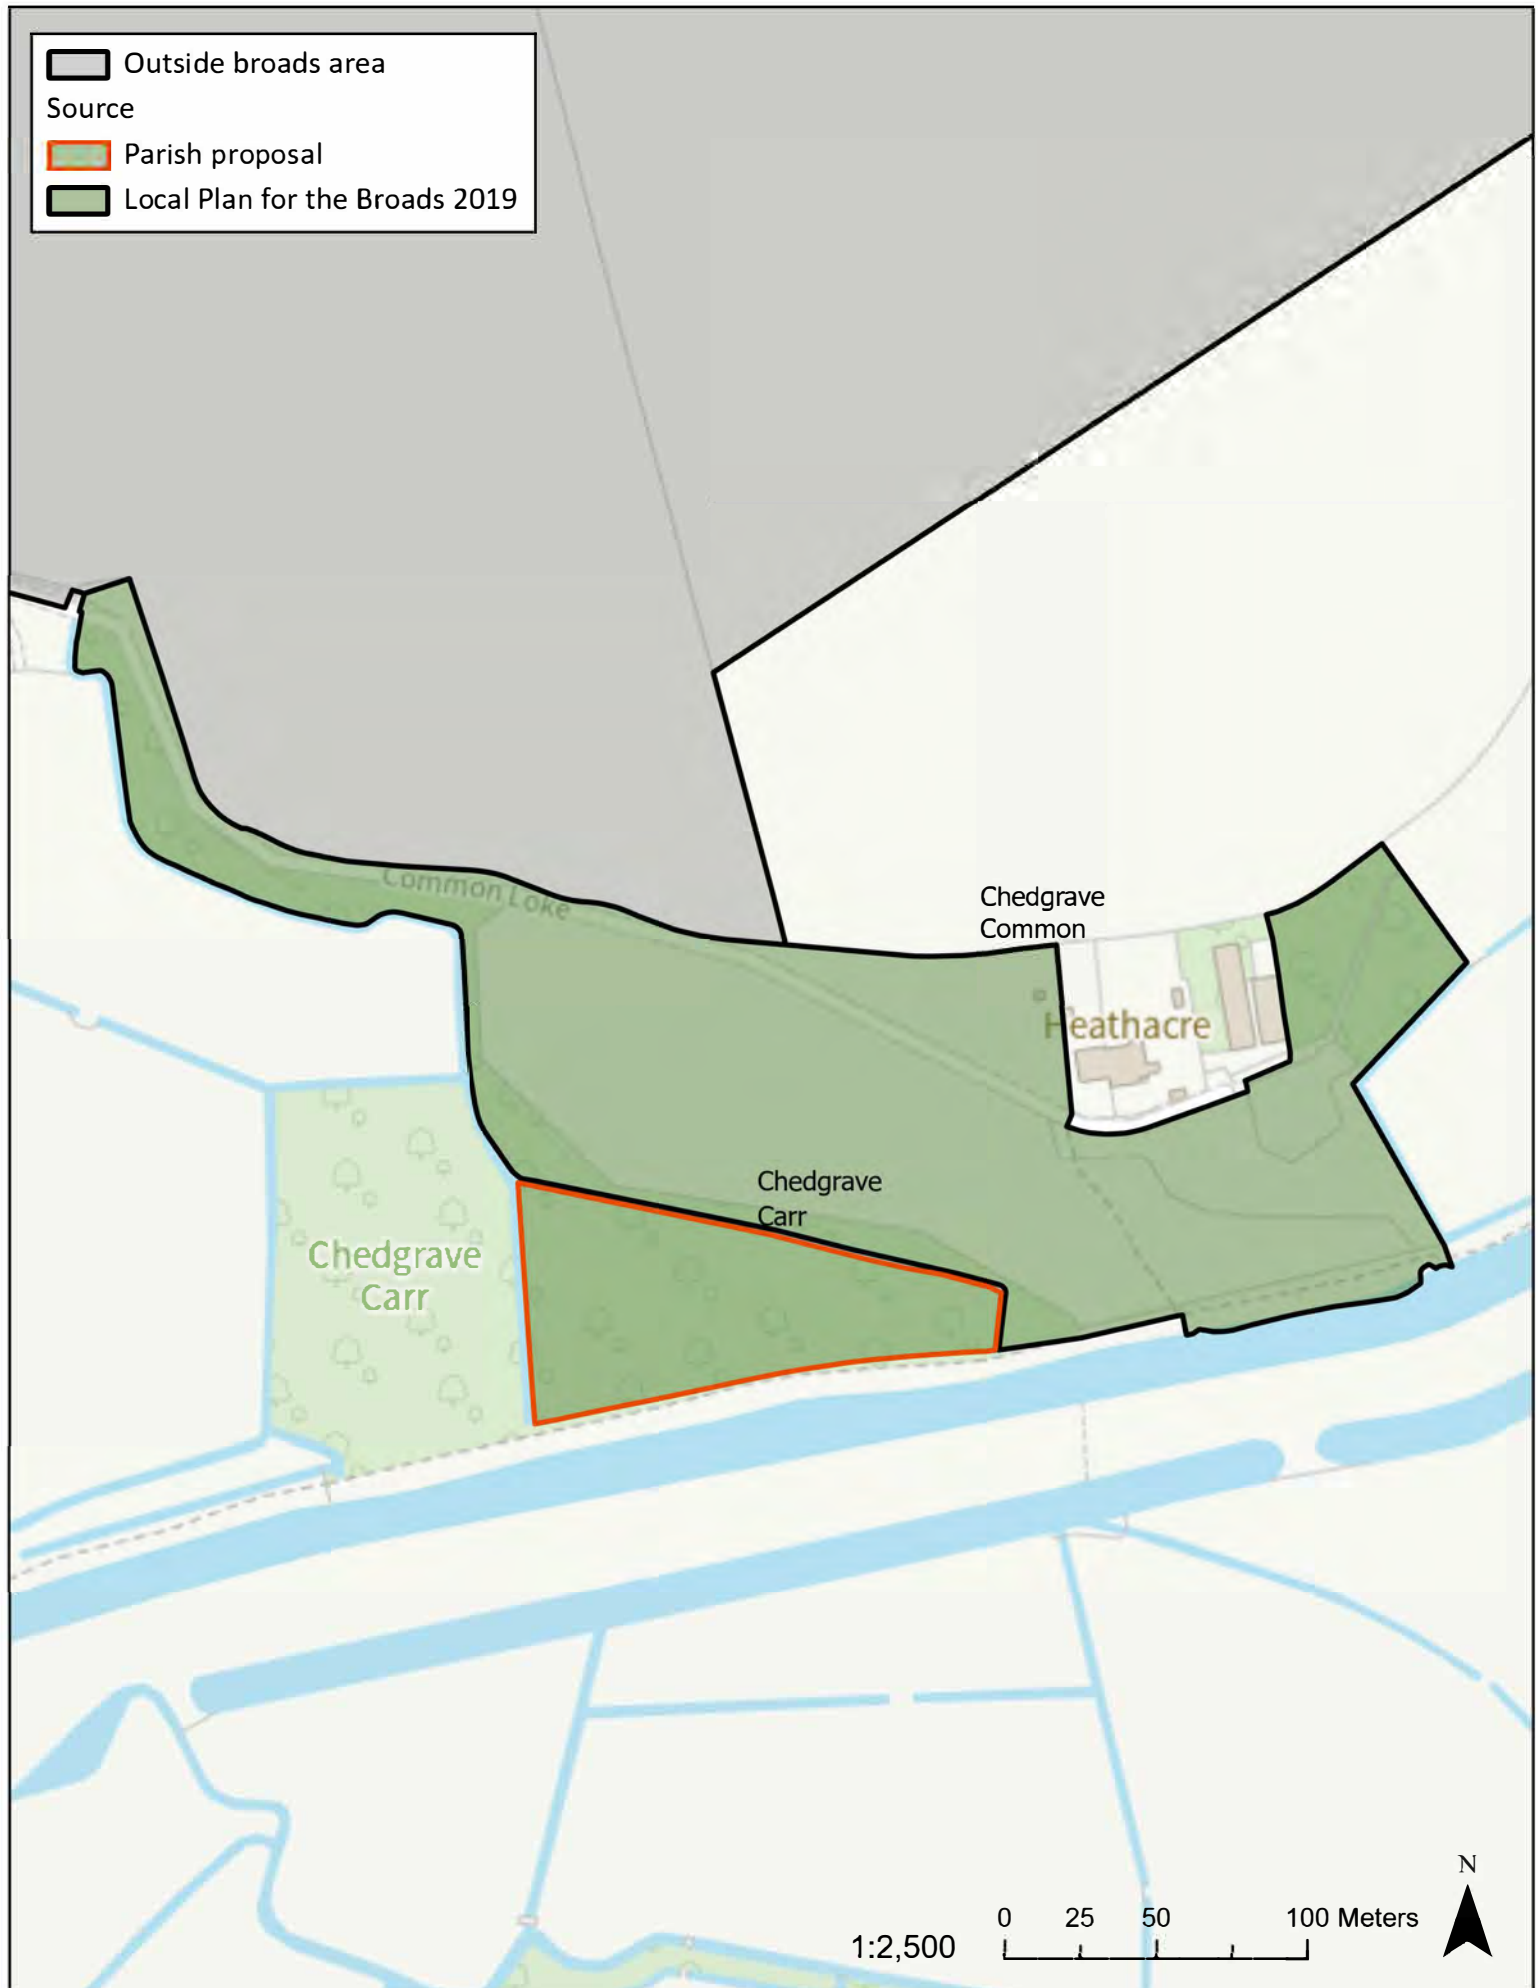 Outside broads area
Source
Parish proposal
Local Plan for the Broads 2019
Common Loke
Chedgrave
Common
Heathacre
Chedgrave
Carr
Chedgrave
Carr
N
0 25 50 100 Meters
1:2,500